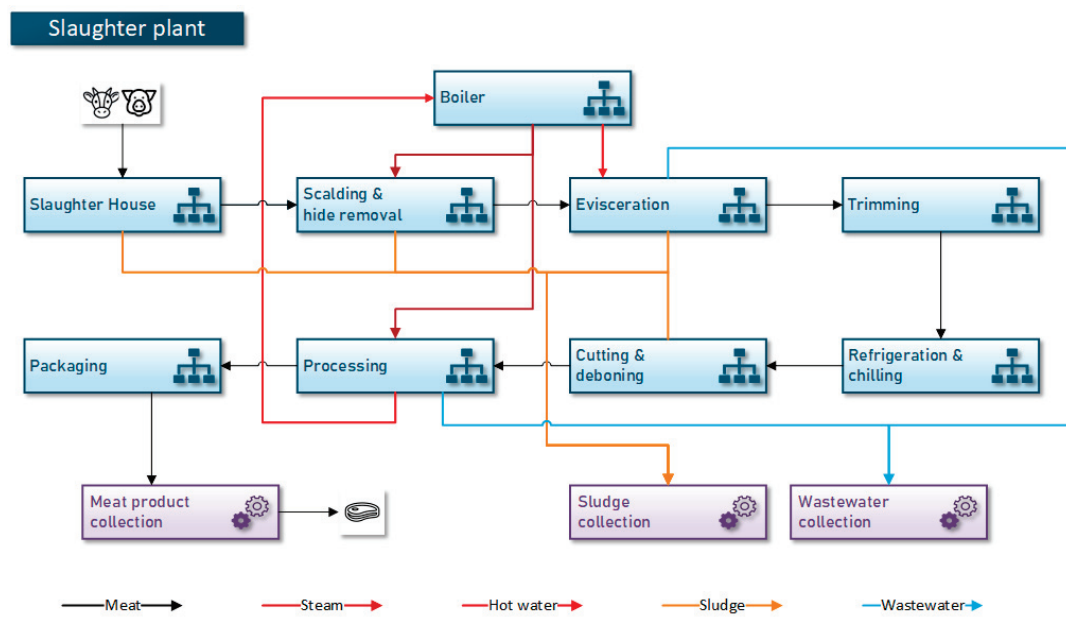 Slaughter plant
Boiler
Slaughter House
Scalding &
hide removal
Evisceration
Trimming
Packaging
Processing
Cutting &
deboning
Refrigeration &
chilling
Meat product
collection
Sludge
collection
Wastewater
collection
Meat
Steam
Hot water
Sludge
Wastewater